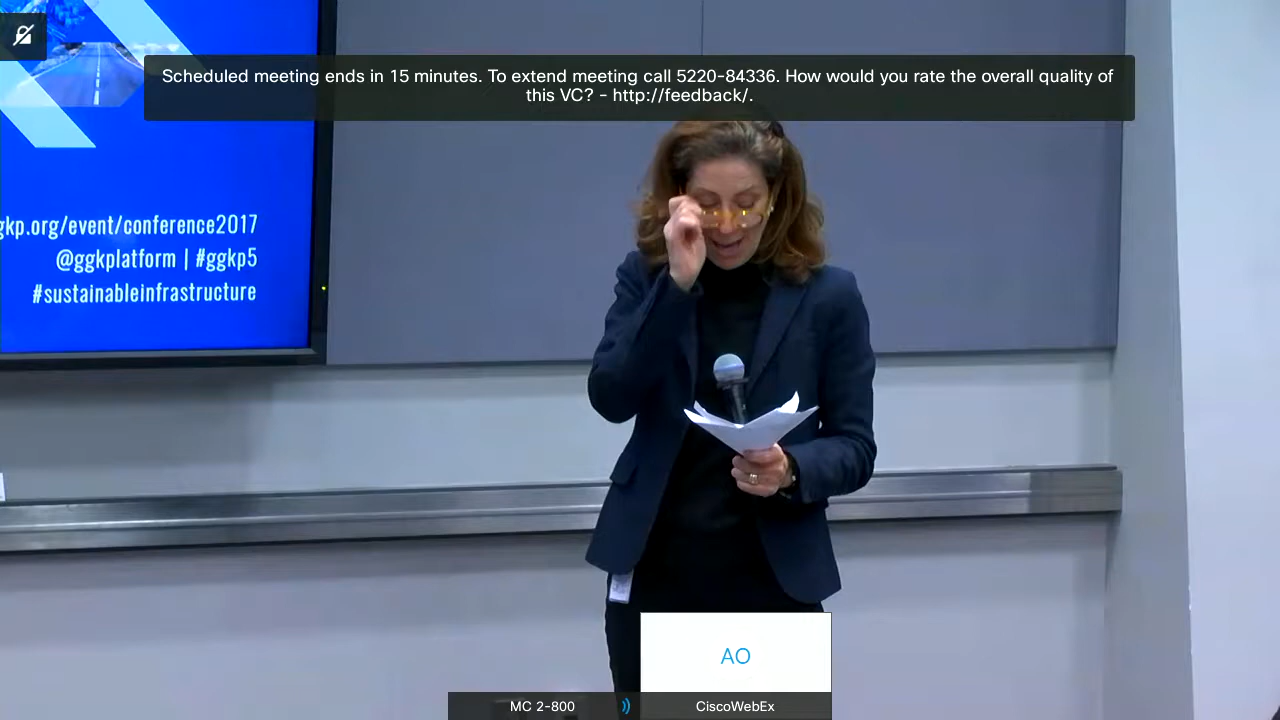 Scheduled meeting ends in 15 minutes. To extend meeting call 5220-84336. How would you rate the overall quality of
this VC? - http://feedback/.
gkp.org/event/conference2017
@ggkplatform | #ggkp5
#sustainableinfrastructure
AO
MC 2-800
CiscoWebEx